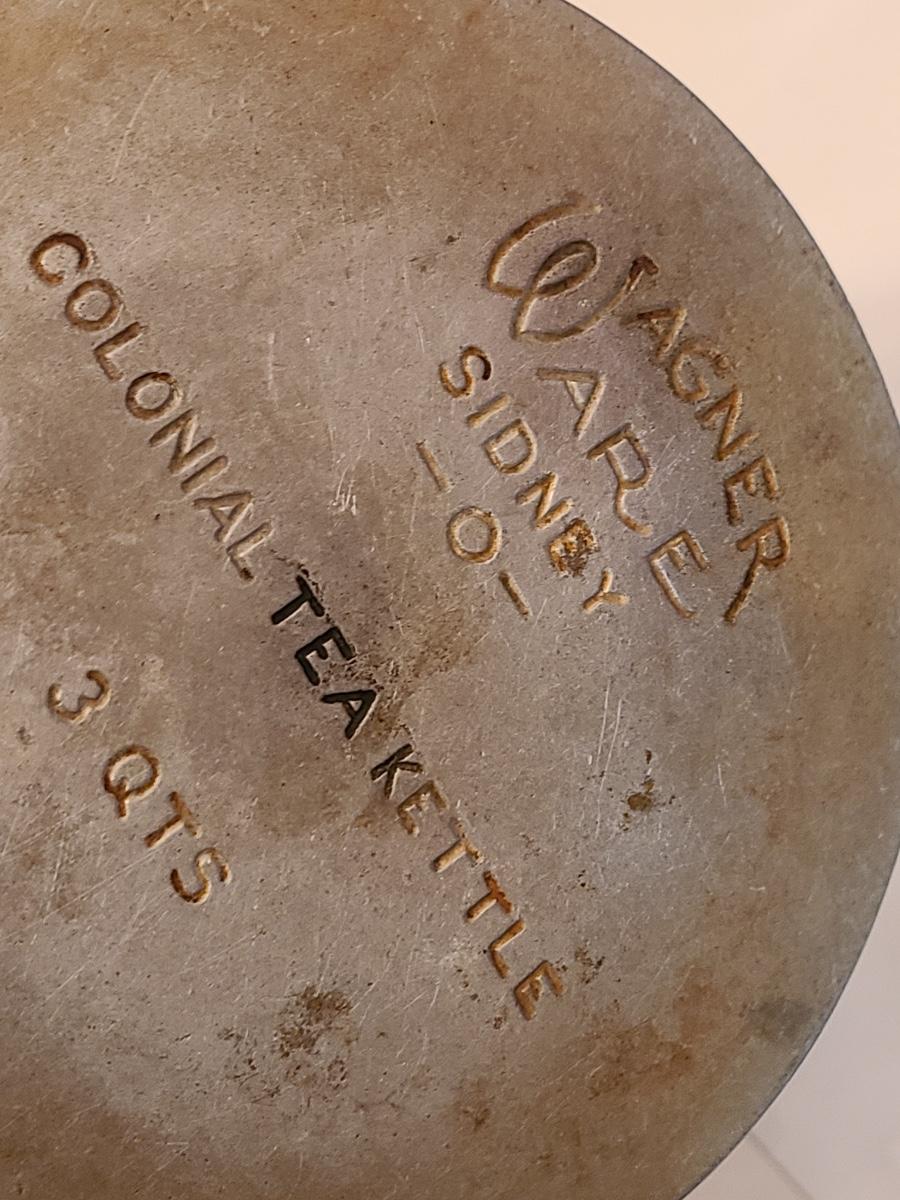 WAGNER
WARE
SIDNEY
-O-
COLONIAL TEA KETTLE
3 QTS